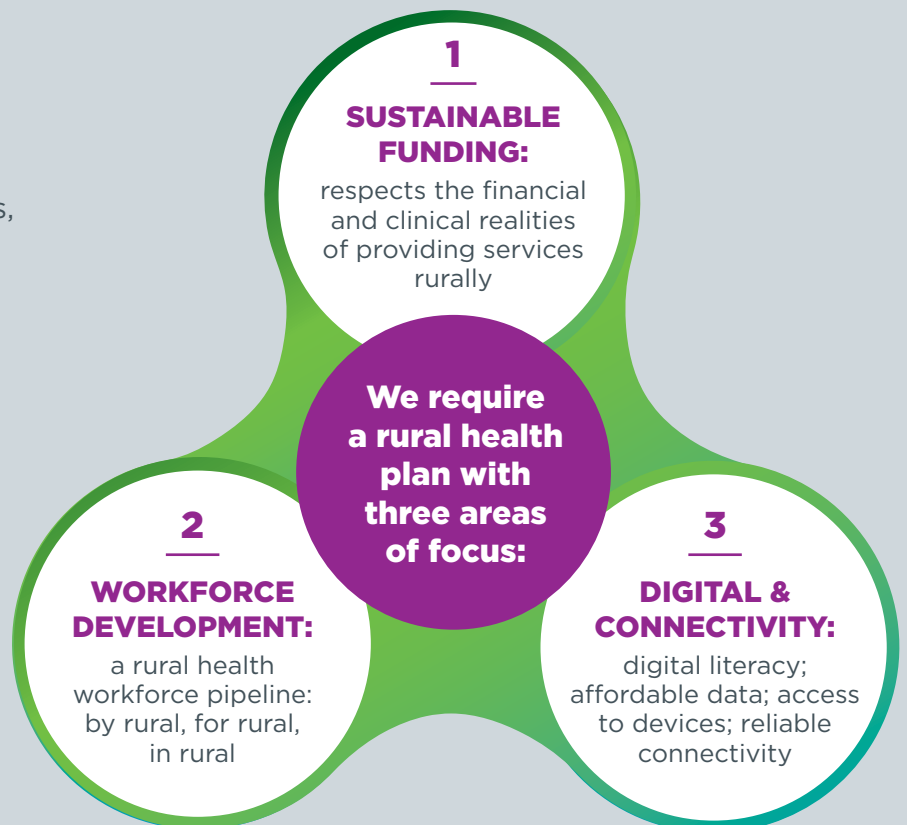 1
SUSTAINABLE
FUNDING:
respects the financial
and clinical realities
of providing services
rurally
s,
We require
a rural health
plan with
three areas
of focus:
2
WORKFORCE
DEVELOPMENT:
a rural health
workforce pipeline:
by rural, for rural,
in rural
3
DIGITAL &
CONNECTIVITY:
digital literacy;
affordable data; access
to devices; reliable
connectivity